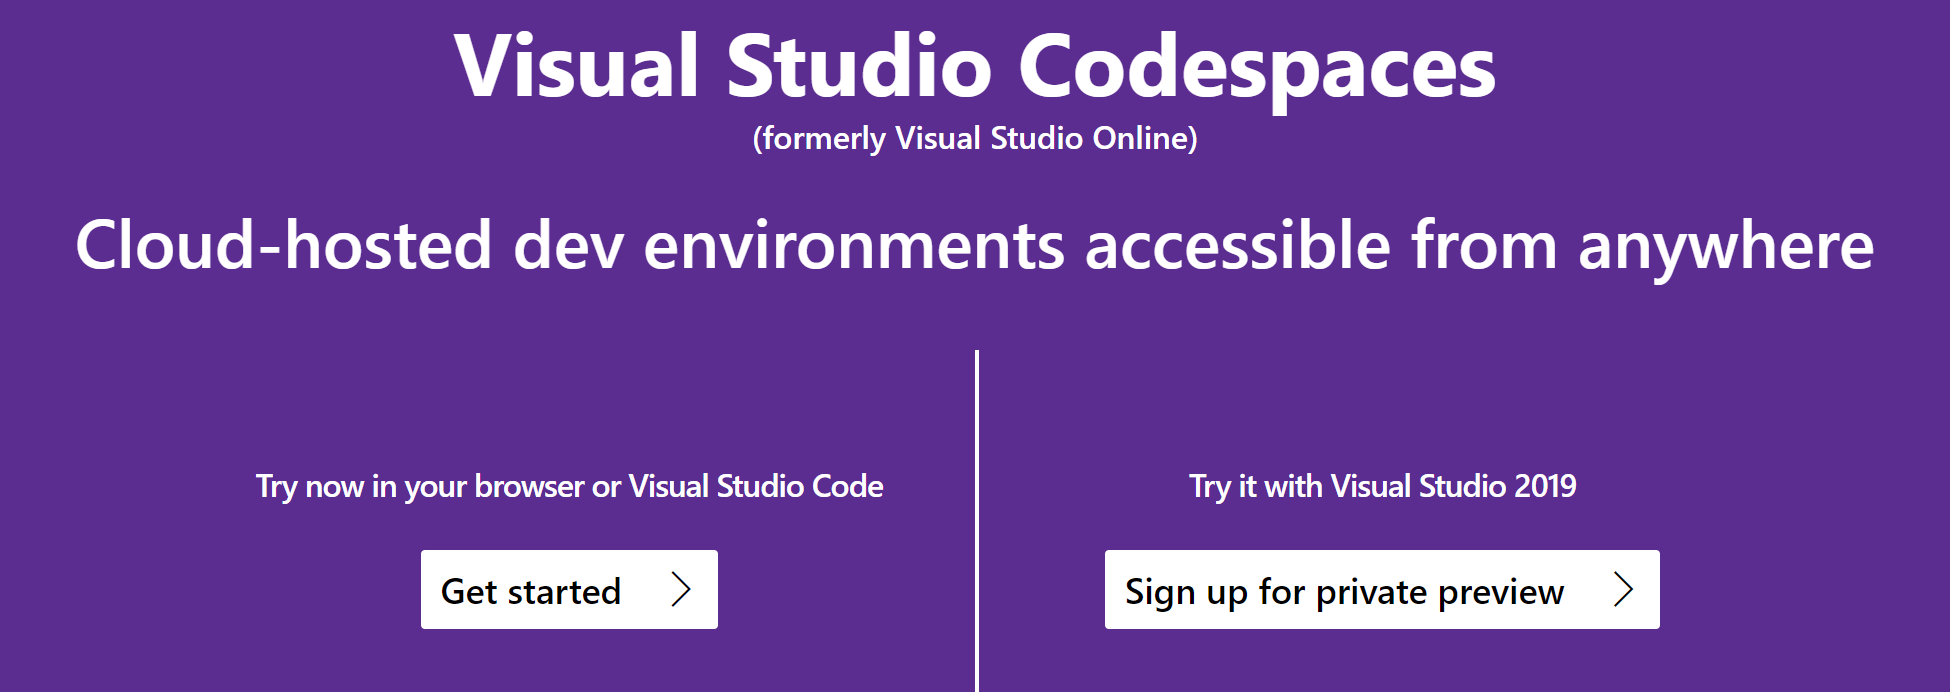 Visual Studio Codespaces
(formerly Visual Studio Online)
Cloud-hosted dev environments accessible from anywhere
Try now in your browser or Visual Studio Code
Get started
Try it with Visual Studio 2019
Sign up for private preview